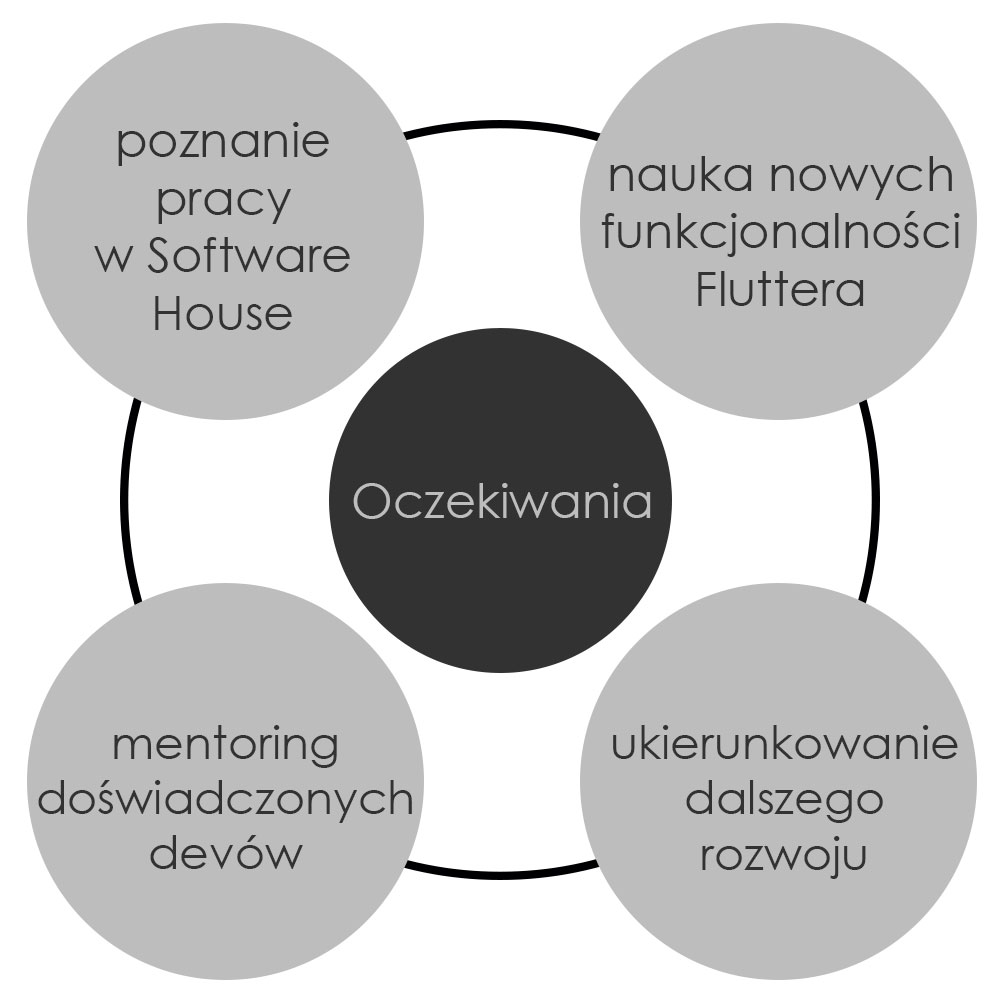 poznanie
pracy
w Software
House
nauka nowych
funkcjonalności
Fluttera
Oczekiwania
mentoring
doświadczonych
devów
ukierunkowanie
dalszego
rozwoju